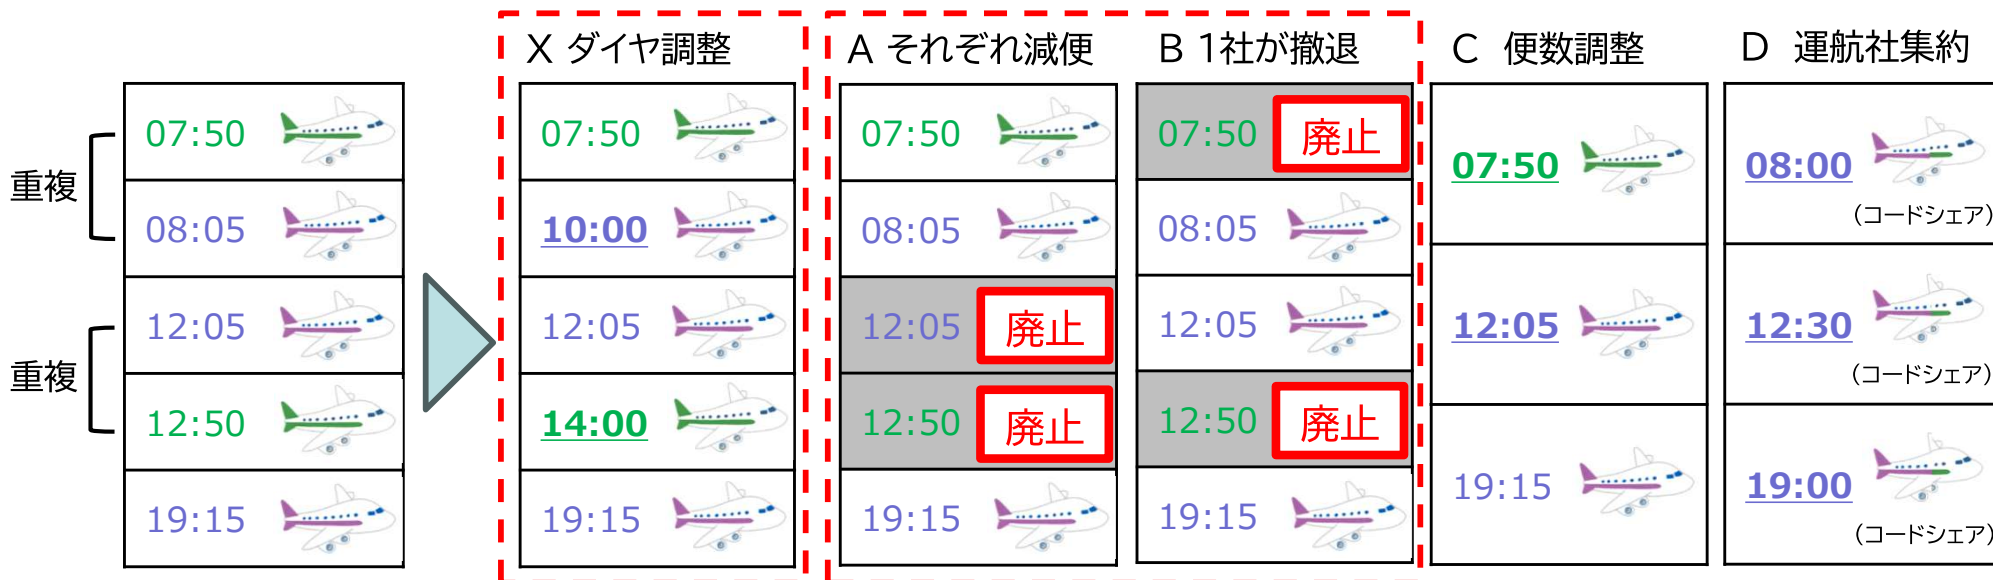 重複
重複
07:50
08:05
12:05
12:50
19:15
X ダイヤ調整
07:50
10:00
12:05
14:00
19:15
A それぞれ減便
07:50
08:05
12:05 廃止
12:50 廃止
19:15
B 1社が撤退
07:50 廃止
08:05
12:05
12:50 廃止
19:15
C 便数調整
07:50
12:05
19:15
D 運航社集約
08:00
(コードシェア)
12:30
(コードシェア)
19:00
(コードシェア)